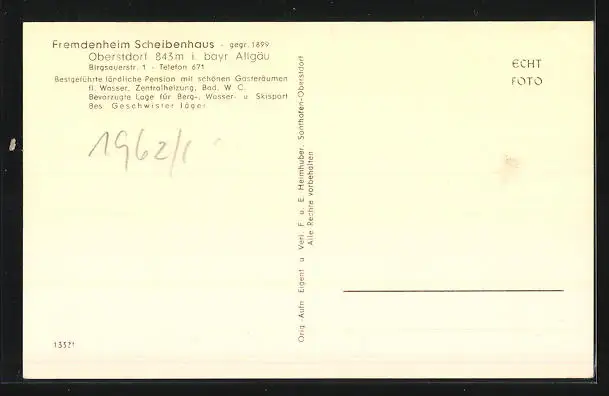 Fremdenheim Scheibenhaus - gegr. 1899
Oberstdorf 843m i. bayr Allgäu
Birgsauerstr. 1 - Telefon 671
Bestgeführte ländliche Pension mit schönen Gasträumen
fl. Wasser, Zentralheizung, Bad, W. C.
Bevorzugte Lage für Berg-, Wasser- u Skisport
Bes. Geschwister Jäger
1962/1
ECHT
FOTO
Orig.-Aufn Eigent u Verl. F. u. E. Heimhuber, Sonthofen-Oberstdorf
Alle Rechte vorbehalten
13321